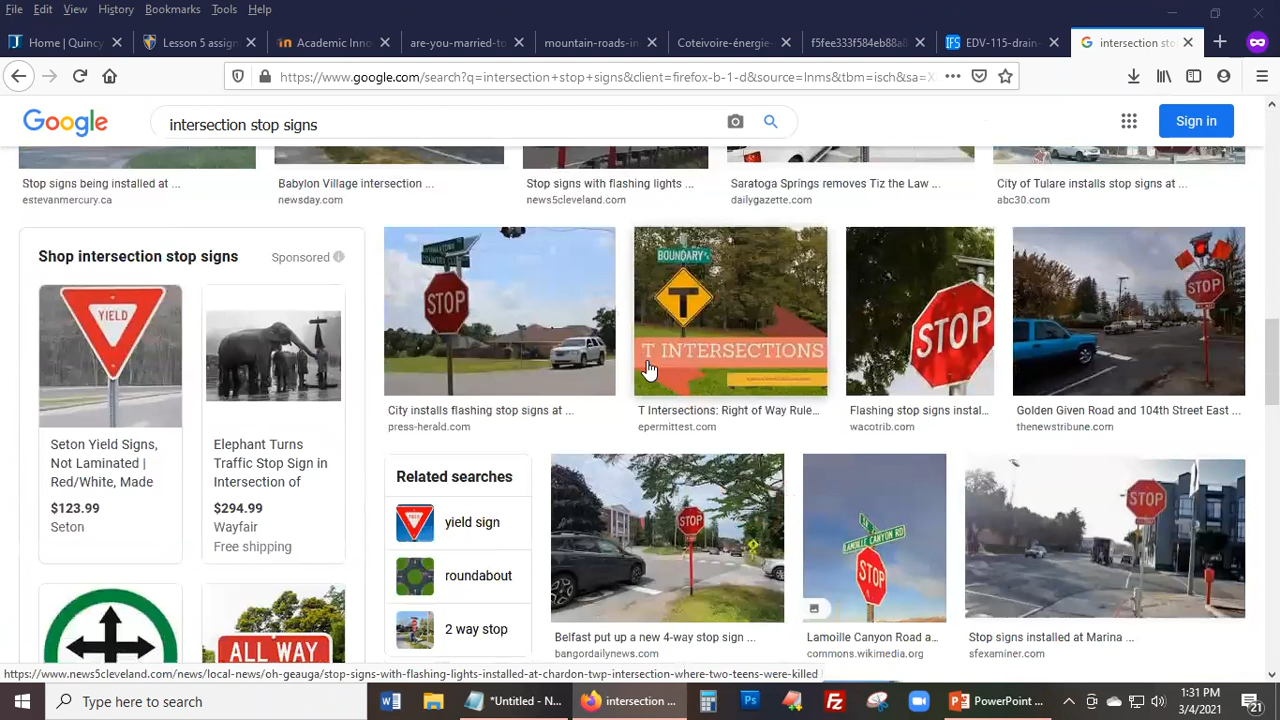 File Edit View History Bookmarks Tools Help
Home | Quincy
Lesson 5 assign
Academic Innov
are-you-married-to
mountain-roads-in
Coteivoire-énergie-
f5fee333f584eb88a8
EDV-115-drain-
intersection sto
https://www.google.com/search?q=intersection+stop+signs&client=firefox-b-1-d&source=lnms&tbm=isch&sa=X
Google
intersection stop signs
Sign in
Stop signs being installed at ...
estevanmercury.ca
Babylon Village intersection ...
newsday.com
Stop signs with flashing lights ...
news5cleveland.com
Saratoga Springs removes Tiz the Law ...
dailygazette.com
City of Tulare installs stop signs at ...
abc30.com
Shop intersection stop signs
Sponsored
YIELD
Seton Yield Signs,
Not Laminated |
Red/White, Made
$123.99
Seton
Elephant Turns
Traffic Stop Sign in
Intersection of
$294.99
Wayfair
Free shipping
ALL WAY
STOP
City installs flashing stop signs at ...
press-herald.com
BOUNDARY
T INTERSECTIONS
T Intersections: Right of Way Rule...
epermittest.com
STOP
Flashing stop signs instal...
wacotrib.com
STOP
Golden Given Road and 104th Street East ...
thenewstribune.com
Related searches
yield sign
roundabout
2 way stop
STOP
Belfast put up a new 4-way stop sign ...
bangordailynews.com
LAMOILLE CANYON RD
STOP
Lamoille Canyon Road a...
commons.wikimedia.org
STOP
Stop signs installed at Marina ...
sfexaminer.com
https://www.news5cleveland.com/news/local-news/oh-geauga/stop-signs-with-flashing-lights-installed-at-chardon-twp-intersection-where-two-teens-were-killed
Type here to search
*Untitled - N...
intersection ...
PowerPoint ...
1:31 PM
3/4/2021
21